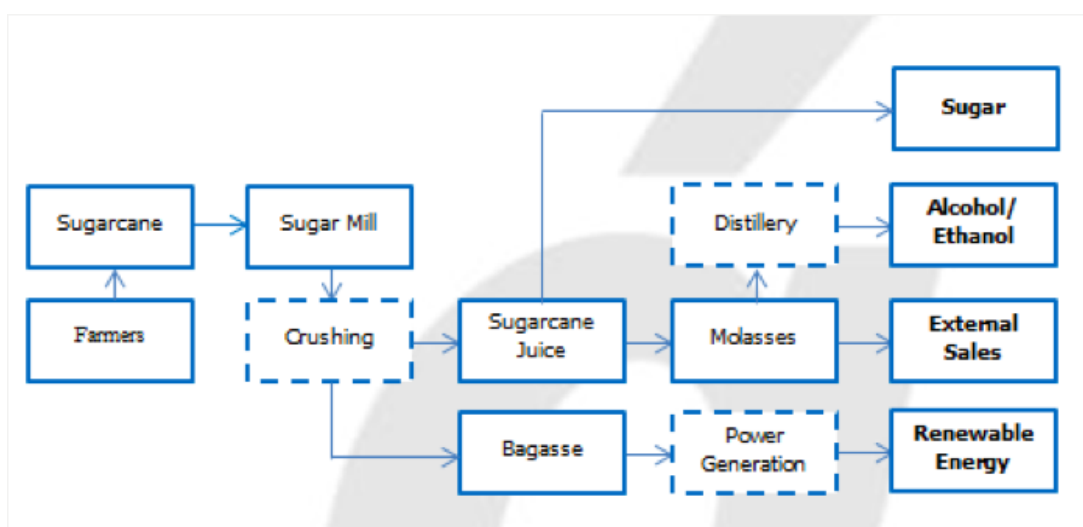 Sugar
Sugarcane
Sugar Mill
Distillery
Alcohol/
Ethanol
Farmers
Crushing
Sugarcane
Juice
Molasses
External
Sales
Bagasse
Power
Generation
Renewable
Energy